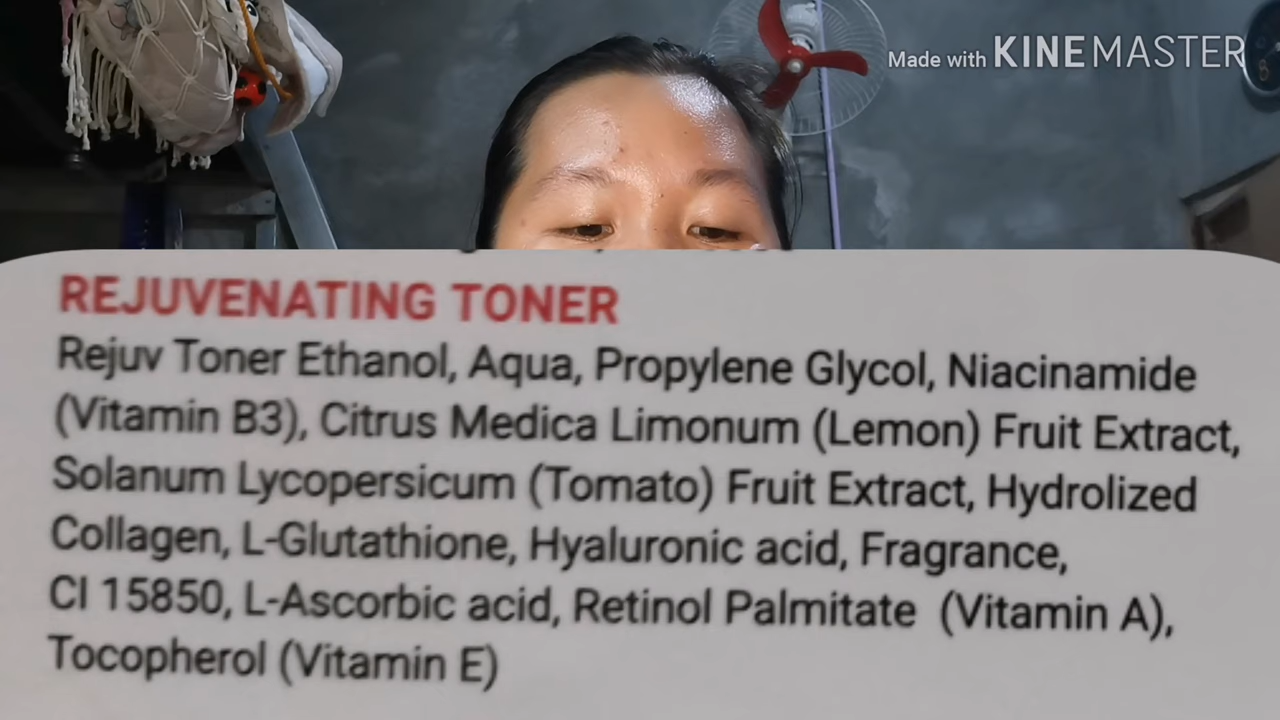 Made with KINEMASTER
REJUVENATING TONER
Rejuv Toner Ethanol, Aqua, Propylene Glycol, Niacinamide
(Vitamin B3), Citrus Medica Limonum (Lemon) Fruit Extract,
Solanum Lycopersicum (Tomato) Fruit Extract, Hydrolized
Collagen, L-Glutathione, Hyaluronic acid, Fragrance,
CI 15850, L-Ascorbic acid, Retinol Palmitate (Vitamin A),
Tocopherol (Vitamin E)